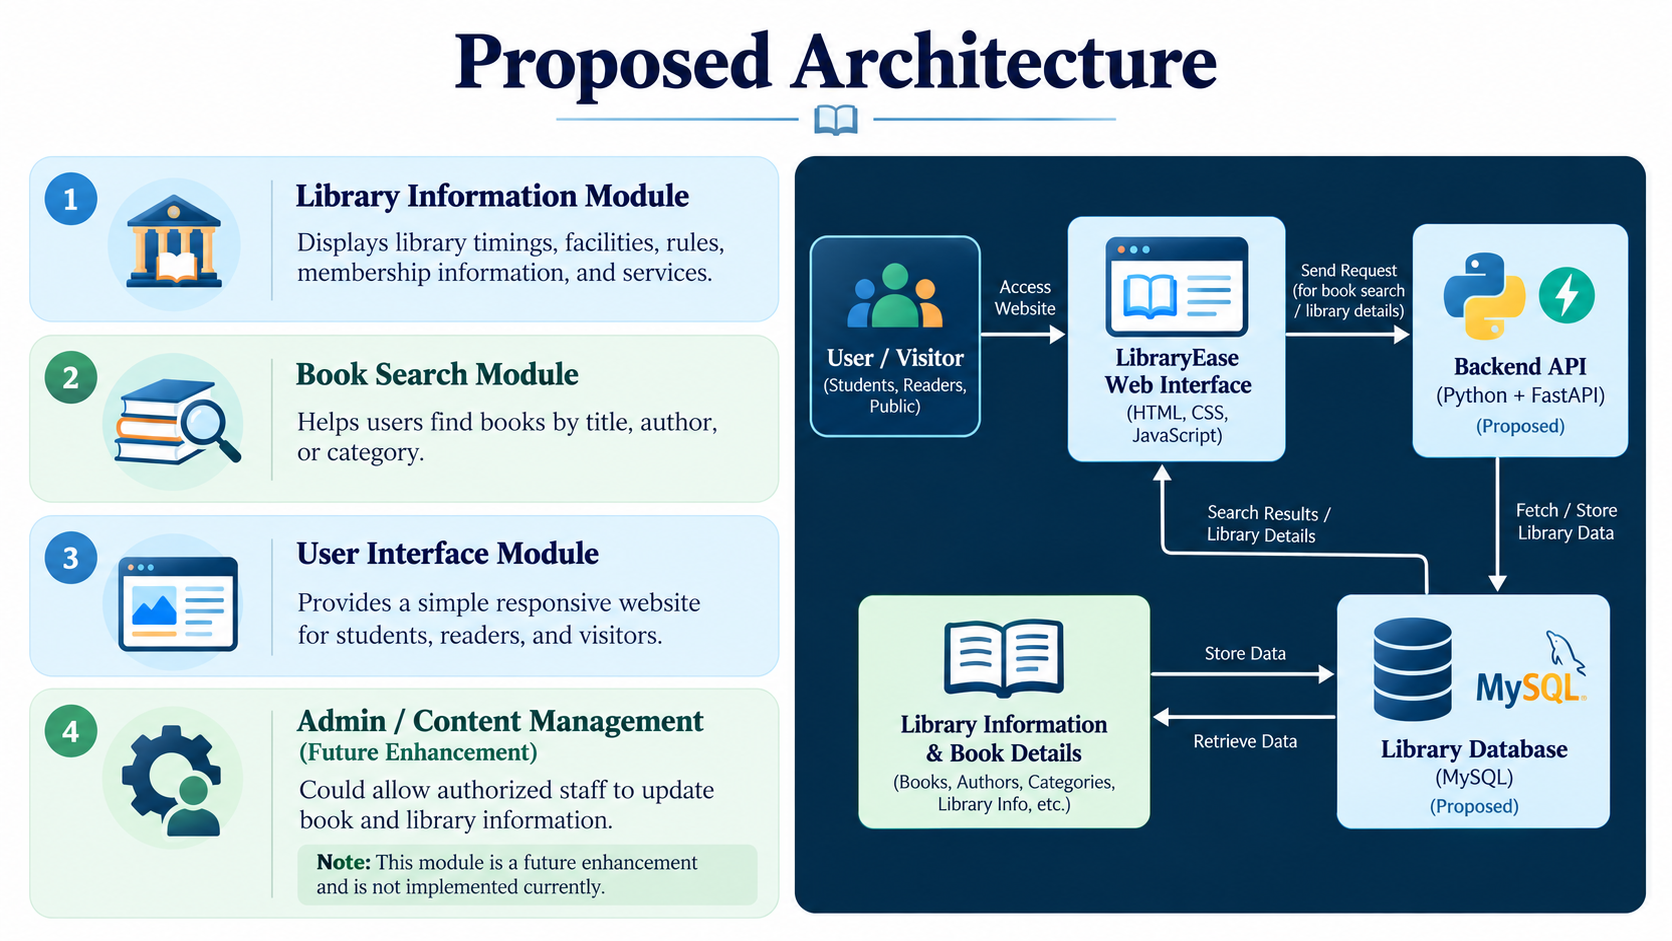 Proposed Architecture
1
Library Information Module
Displays library timings, facilities, rules,
membership information, and services.
2
Book Search Module
Helps users find books by title, author,
or category.
3
User Interface Module
Provides a simple responsive website
for students, readers, and visitors.
4
Admin / Content Management
(Future Enhancement)
Could allow authorized staff to update
book and library information.
Note: This module is a future enhancement
and is not implemented currently.
User / Visitor
(Students, Readers,
Public)
Access
Website
LibraryEase
Web Interface
(HTML, CSS,
JavaScript)
Send Request
(for book search
/ library details)
Backend API
(Python + FastAPI)
(Proposed)
Search Results /
Library Details
Fetch / Store
Library Data
Library Information
& Book Details
(Books, Authors, Categories,
Library Info, etc.)
Store Data
Retrieve Data
MySQL®
Library Database
(MySQL)
(Proposed)